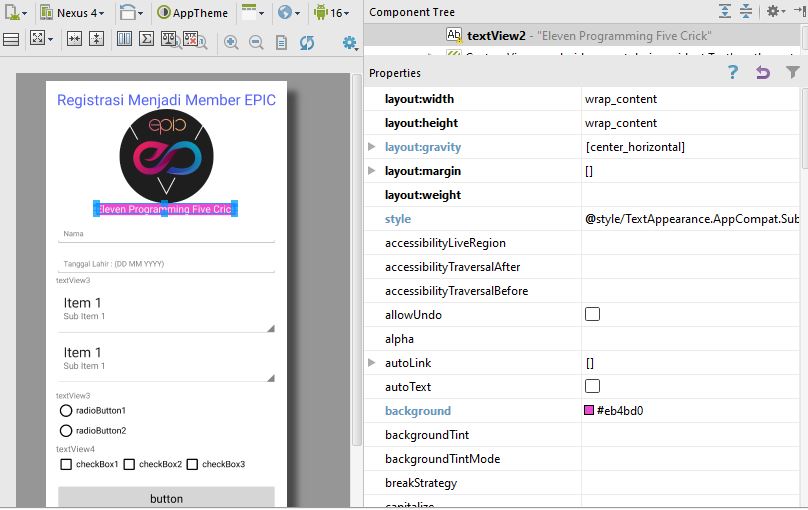 Nexus 4
AppTheme
16
Registrasi Menjadi Member EPIC
epic
Eleven Programming Five Crick
Nama
Tanggal Lahir : (DD MM YYYY)
textView3
Item 1
Sub Item 1
Item 1
Sub Item 1
textView3
radioButton1
radioButton2
textView4
checkBox1 checkBox2 checkBox3
button
Component Tree
Ab textView2 - "Eleven Programming Five Crick"
Properties
layout:width wrap_content
layout:height wrap_content
layout:gravity [center_horizontal]
layout:margin []
layout:weight
style @style/TextAppearance.AppCompat.Sub
accessibilityLiveRegion
accessibilityTraversalAfter
accessibilityTraversalBefore
allowUndo
alpha
autoLink []
autoText
background #eb4bd0
backgroundTint
backgroundTintMode
breakStrategy
capitalize